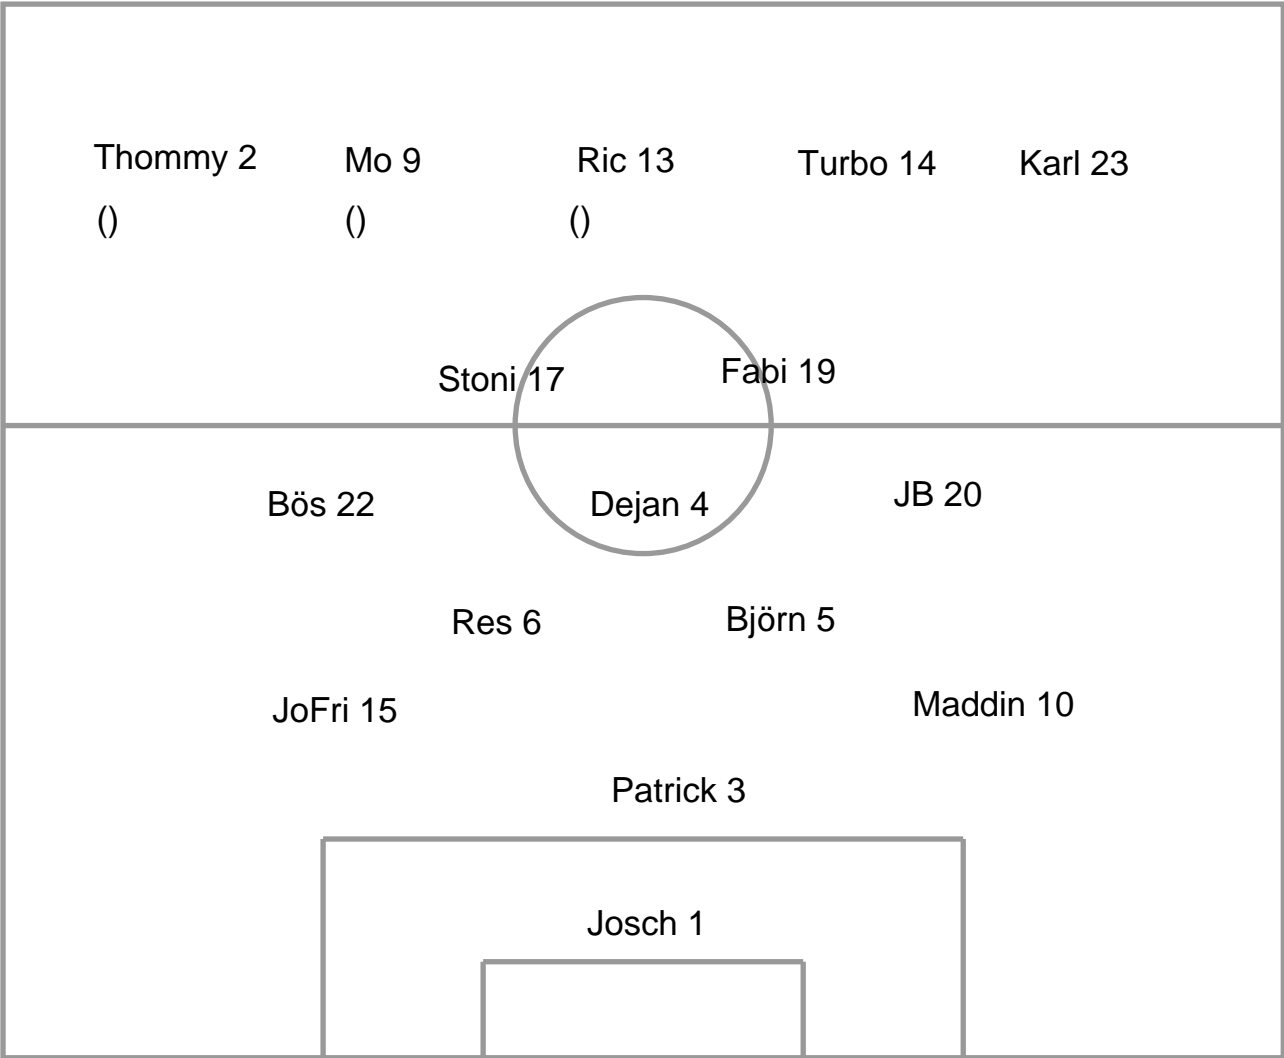 Thommy 2
Mo 9
Ric 13
Turbo 14
Karl 23
()
()
()
Stoni 17
Fabi 19
Bös 22
Dejan 4
JB 20
Res 6
Björn 5
JoFri 15
Maddin 10
Patrick 3
Josch 1